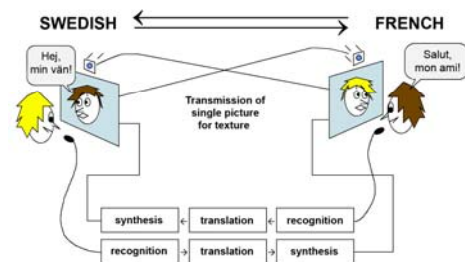 SWEDISH
FRENCH
Hej,
min vän!
Salut,
mon ami!
Transmission of
single picture
for texture
synthesis
translation
recognition
recognition
translation
synthesis